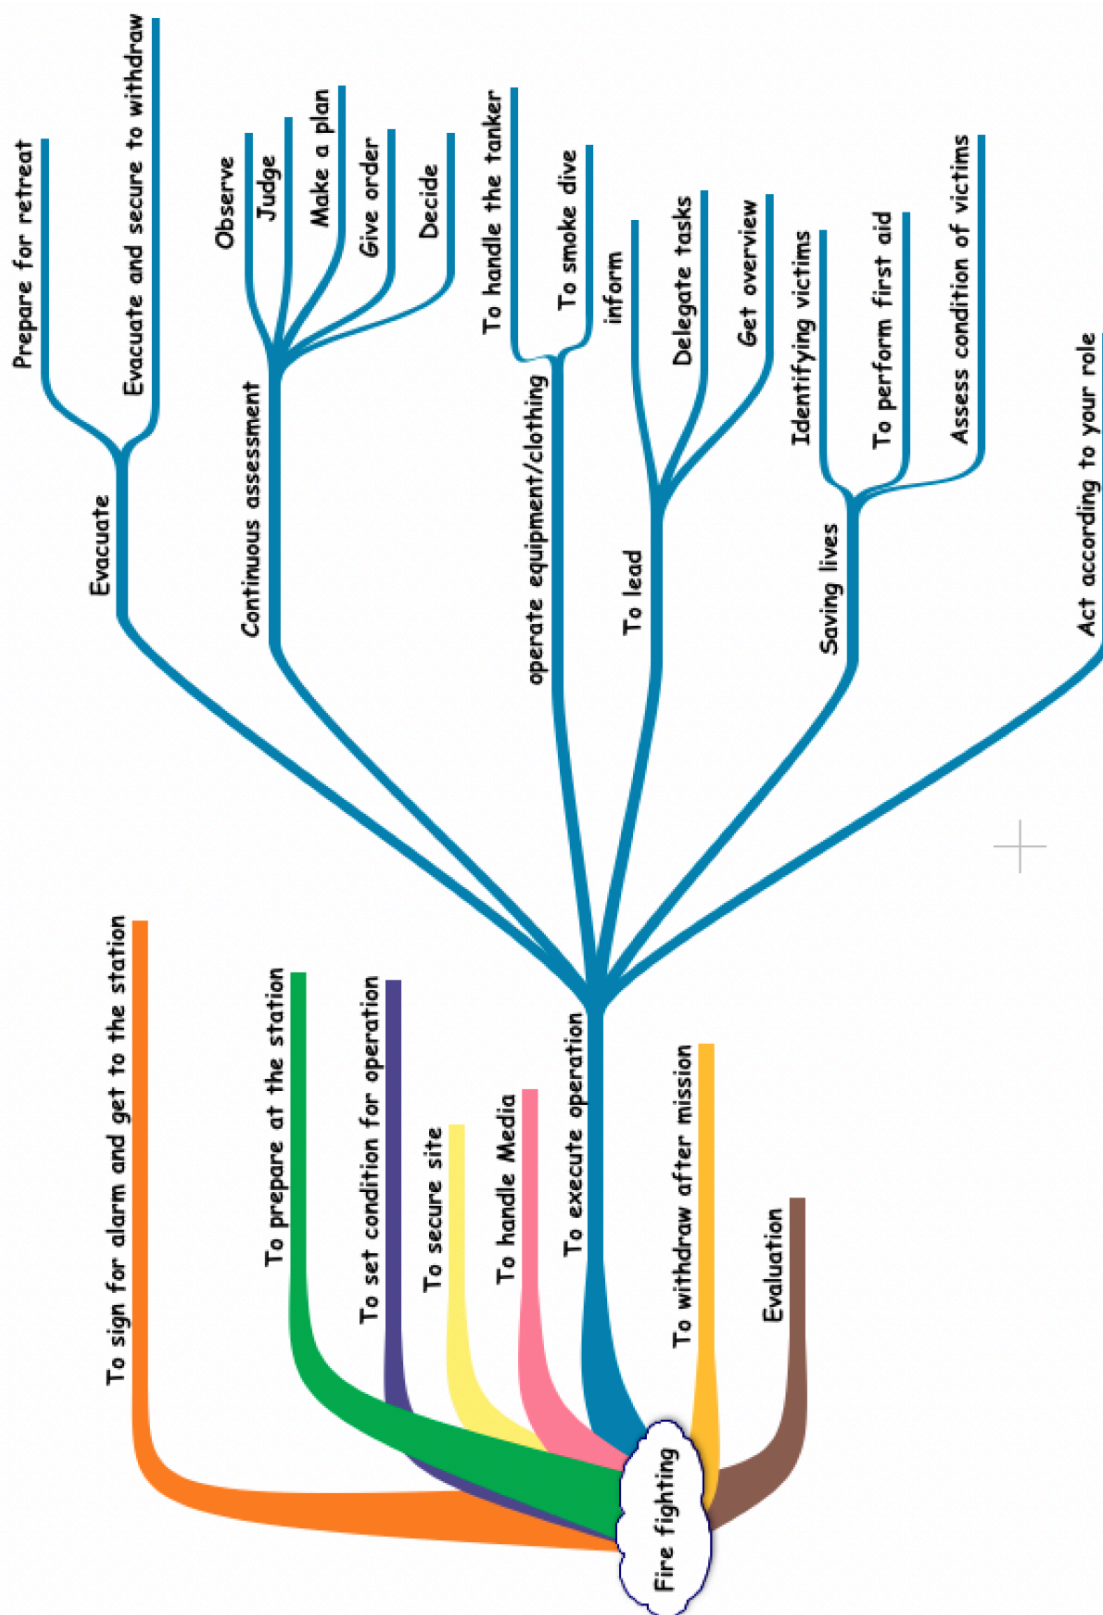 Fire fighting
To sign for alarm and get to the station
To prepare at the station
To set condition for operation
To secure site
To handle Media
To execute operation
Evacuate
Prepare for retreat
Evacuate and secure to withdraw
Continuous assessment
Observe
Judge
Make a plan
Give order
Decide
operate equipment/clothing
To handle the tanker
To smoke dive
To lead
inform
Delegate tasks
Get overview
Saving lives
Identifying victims
To perform first aid
Assess condition of victims
Act according to your role
To withdraw after mission
Evaluation